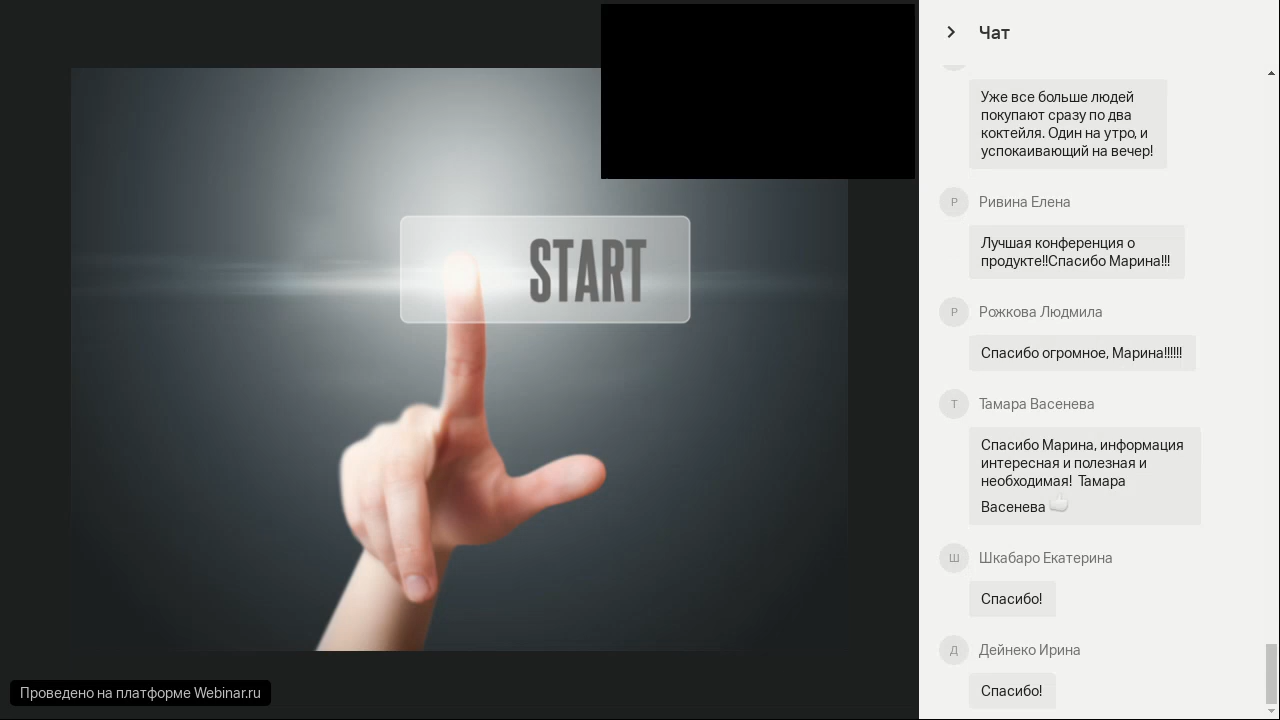 Чат
Уже все больше людей
покупают сразу по два
коктейля. Один на утро, и
успокаивающий на вечер!
Р Ривина Елена
Лучшая конференция о
продукте!!Спасибо Марина!!!
Р Рожкова Людмила
Спасибо огромное, Марина!!!!!!
Т Тамара Васенева
Спасибо Марина, информация
интересная и полезная и
необходимая! Тамара
Васенева
Ш Шкабаро Екатерина
Спасибо!
Д Дейнеко Ирина
Спасибо!
START
Проведено на платформе Webinar.ru